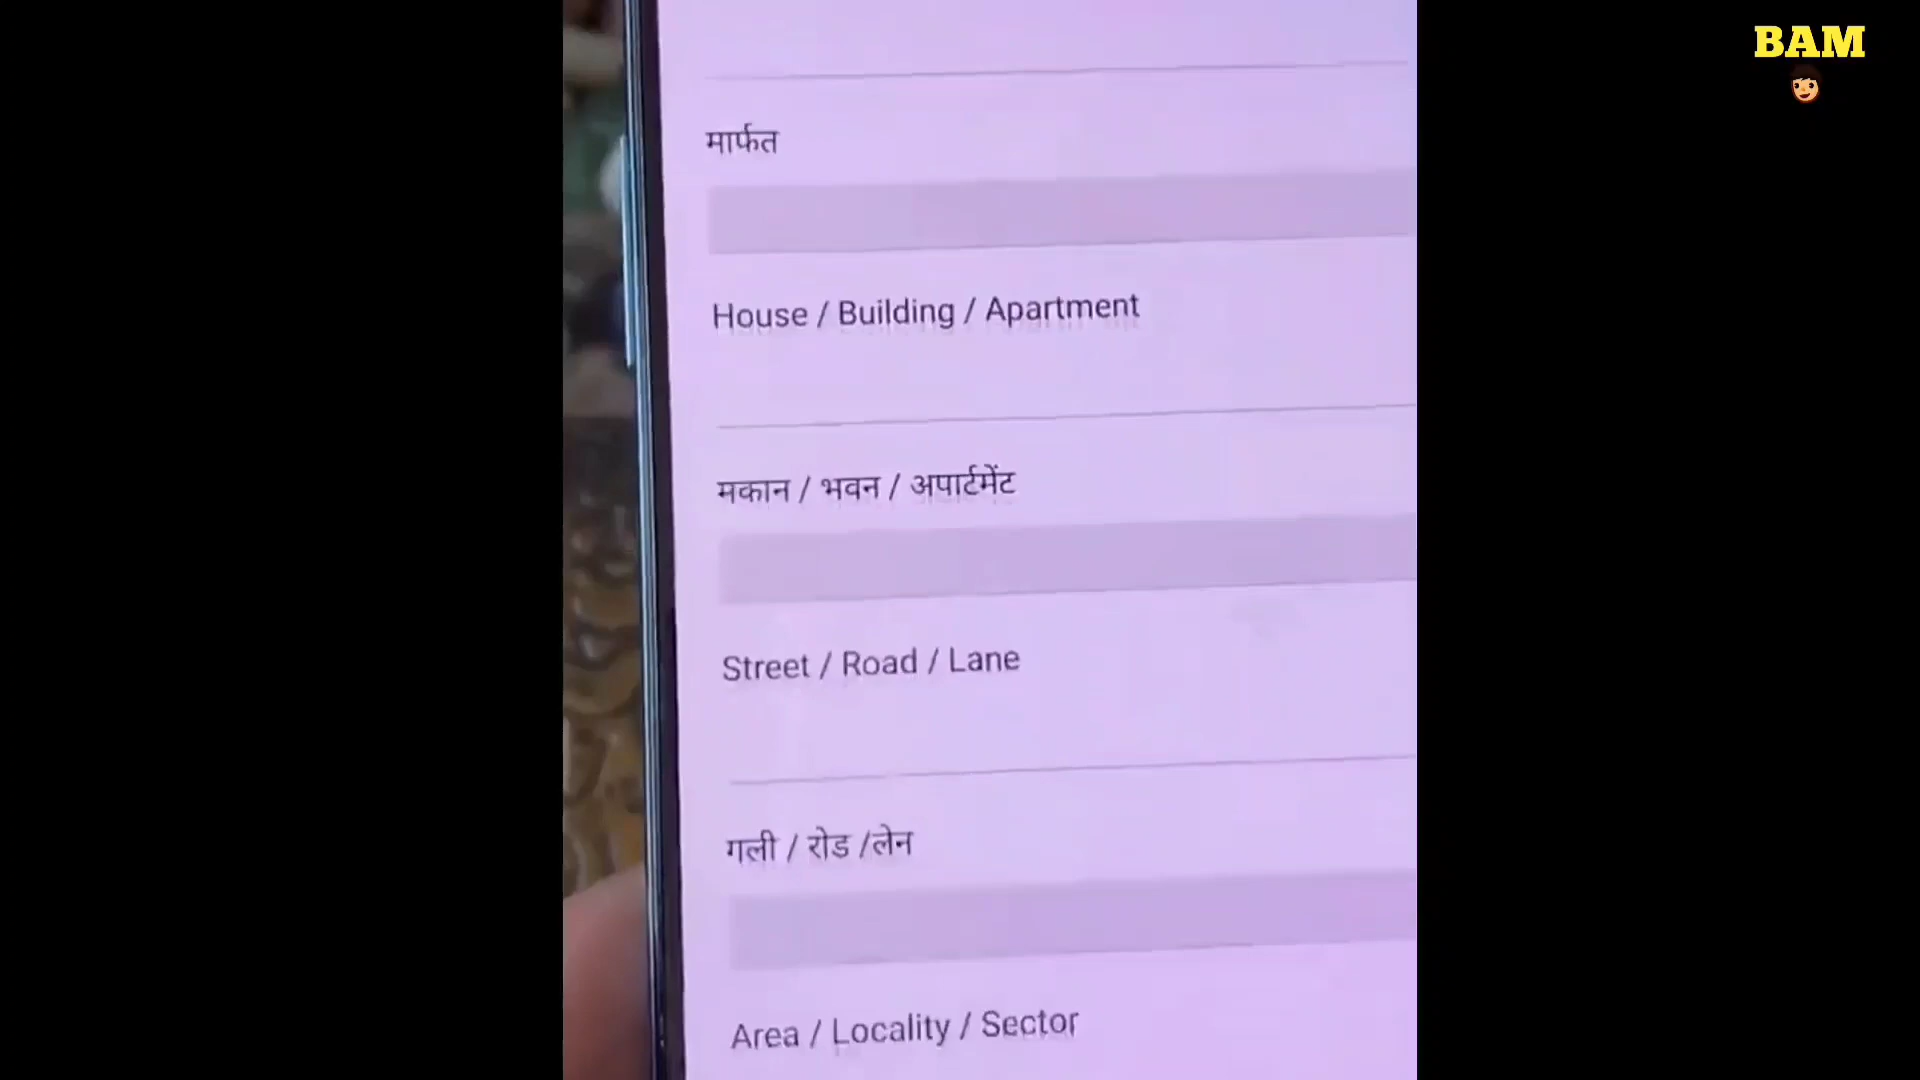 BAM
मार्फत
House / Building / Apartment
मकान / भवन / अपार्टमेंट
Street / Road / Lane
गली / रोड /लेन
Area / Locality / Sector